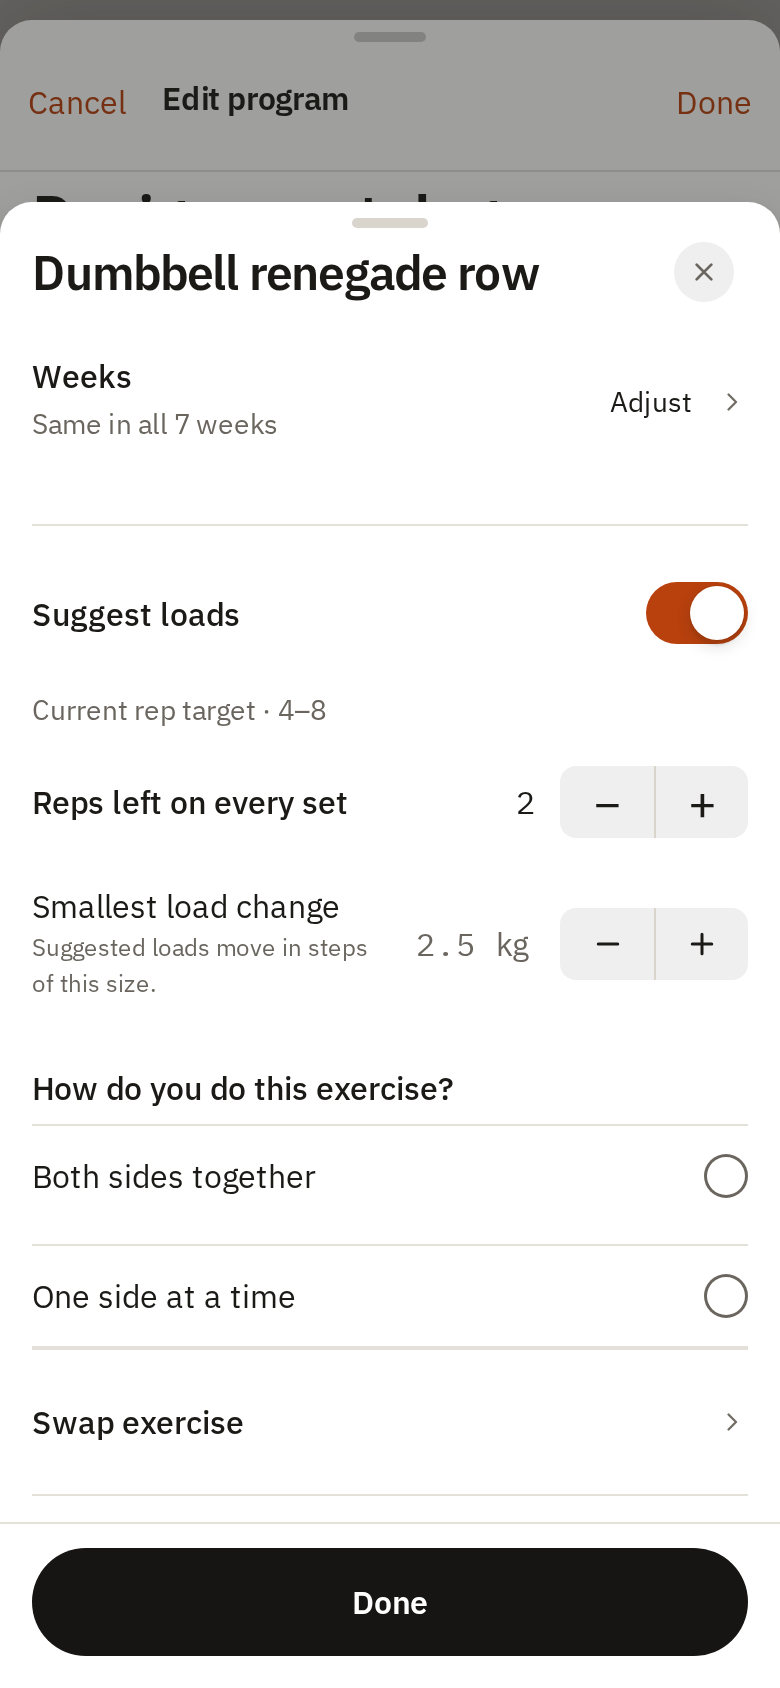 Cancel
Edit program
Done
Dumbbell renegade row
Weeks
Same in all 7 weeks
Adjust
Suggest loads
Current rep target · 4–8
Reps left on every set
2
Smallest load change
Suggested loads move in steps
of this size.
2.5 kg
How do you do this exercise?
Both sides together
One side at a time
Swap exercise
Done